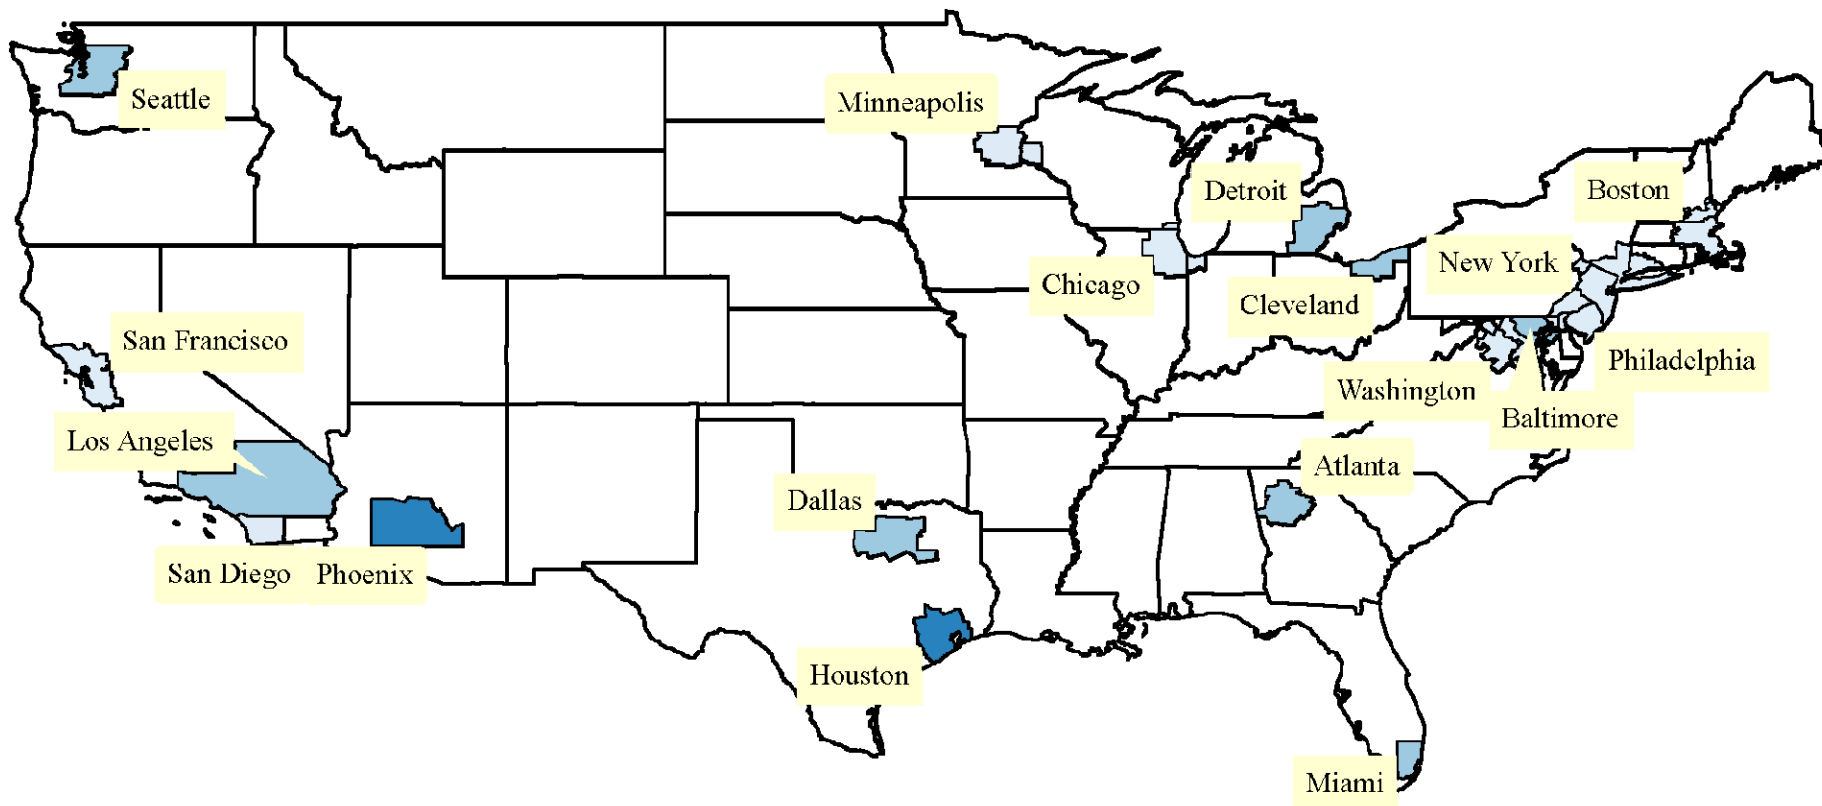 Seattle
Minneapolis
Detroit
Boston
New York
Chicago
Cleveland
San Francisco
Philadelphia
Washington
Baltimore
Los Angeles
Atlanta
Dallas
San Diego
Phoenix
Houston
Miami